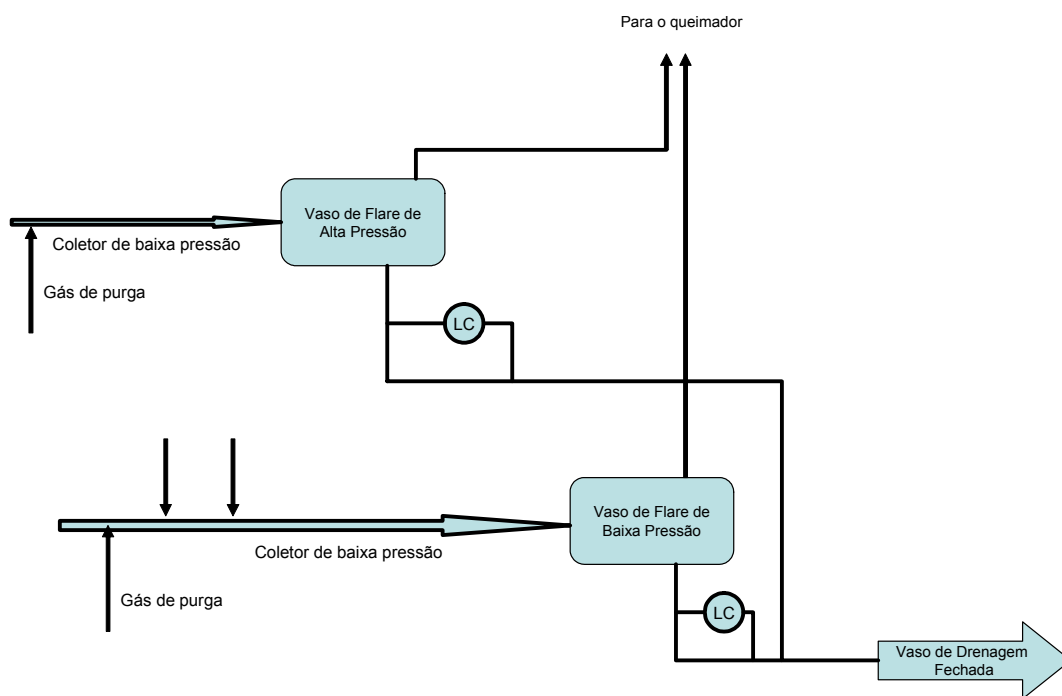 Para o queimador
Vaso de Flare de
Alta Pressão
Coletor de baixa pressão
Gás de purga
LC
Vaso de Flare de
Baixa Pressão
Coletor de baixa pressão
Gás de purga
LC
Vaso de Drenagem
Fechada